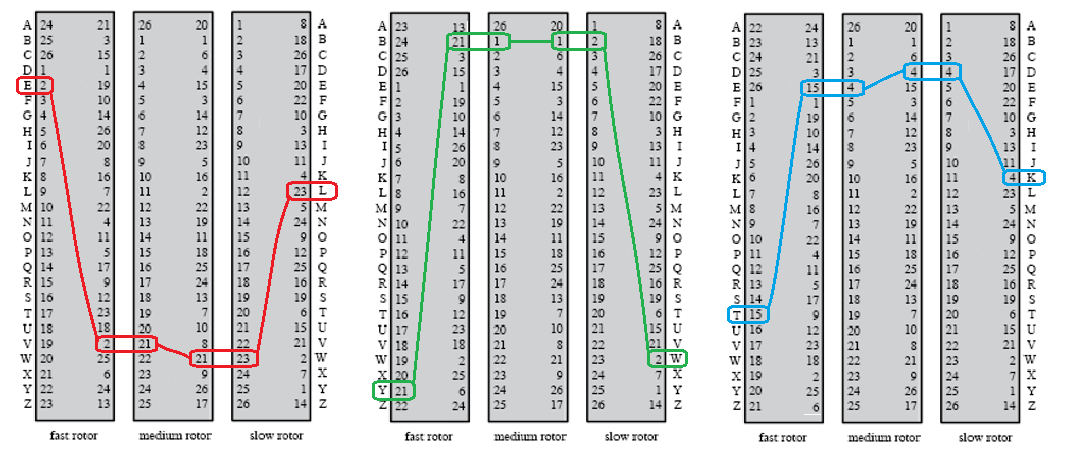 A 24 21 26 20 1 8 A
B 25 3 1 1 2 18 B
C 26 15 2 6 3 26 C
D 1 1 3 4 4 17 D
E 2 19 4 15 5 20 E
F 3 10 5 3 6 22 F
G 4 14 6 14 7 10 G
H 5 26 7 12 8 3 H
I 6 20 8 23 9 13 I
J 7 8 9 5 10 11 J
K 8 16 10 16 11 4 K
L 9 7 11 2 12 23 L
M 10 22 12 22 13 5 M
N 11 4 13 19 14 24 N
O 12 11 14 11 15 9 O
P 13 5 15 18 16 12 P
Q 14 17 16 25 17 25 Q
R 15 9 17 24 18 16 R
S 16 12 18 13 19 19 S
T 17 23 19 7 20 6 T
U 18 18 20 10 21 15 U
V 19 2 21 8 22 21 V
W 20 25 22 21 23 2 W
X 21 6 23 9 24 7 X
Y 22 24 24 26 25 1 Y
Z 23 13 25 17 26 14 Z
fast rotor medium rotor slow rotor
A 23 13 26 20 1 8 A
B 24 21 1 1 2 18 B
C 25 3 2 6 3 26 C
D 26 15 3 4 4 17 D
E 1 1 4 15 5 20 E
F 2 19 5 3 6 22 F
G 3 10 6 14 7 10 G
H 4 14 7 12 8 3 H
I 5 26 8 23 9 13 I
J 6 20 9 5 10 11 J
K 7 8 10 16 11 4 K
L 8 16 11 2 12 23 L
M 9 7 12 22 13 5 M
N 10 22 13 19 14 24 N
O 11 4 14 11 15 9 O
P 12 11 15 18 16 12 P
Q 13 5 16 25 17 25 Q
R 14 17 17 24 18 16 R
S 15 9 18 13 19 19 S
T 16 12 19 7 20 6 T
U 17 23 20 10 21 15 U
V 18 18 21 8 22 21 V
W 19 2 22 21 23 2 W
X 20 25 23 9 24 7 X
Y 21 6 24 26 25 1 Y
Z 22 24 25 17 26 14 Z
fast rotor medium rotor slow rotor
A 22 24 26 20 1 8 A
B 23 13 1 1 2 18 B
C 24 21 2 6 3 26 C
D 25 3 3 4 4 17 D
E 26 15 4 15 5 20 E
F 1 1 5 3 6 22 F
G 2 19 6 14 7 10 G
H 3 10 7 12 8 3 H
I 4 14 8 23 9 13 I
J 5 26 9 5 10 11 J
K 6 20 10 16 11 4 K
L 7 8 11 2 12 23 L
M 8 16 12 22 13 5 M
N 9 7 13 19 14 24 N
O 10 22 14 11 15 9 O
P 11 4 15 18 16 12 P
Q 12 11 16 25 17 25 Q
R 13 5 17 24 18 16 R
S 14 17 18 13 19 19 S
T 15 9 19 7 20 6 T
U 16 12 20 10 21 15 U
V 17 23 21 8 22 21 V
W 18 18 22 21 23 2 W
X 19 2 23 9 24 7 X
Y 20 25 24 26 25 1 Y
Z 21 6 25 17 26 14 Z
fast rotor medium rotor slow rotor